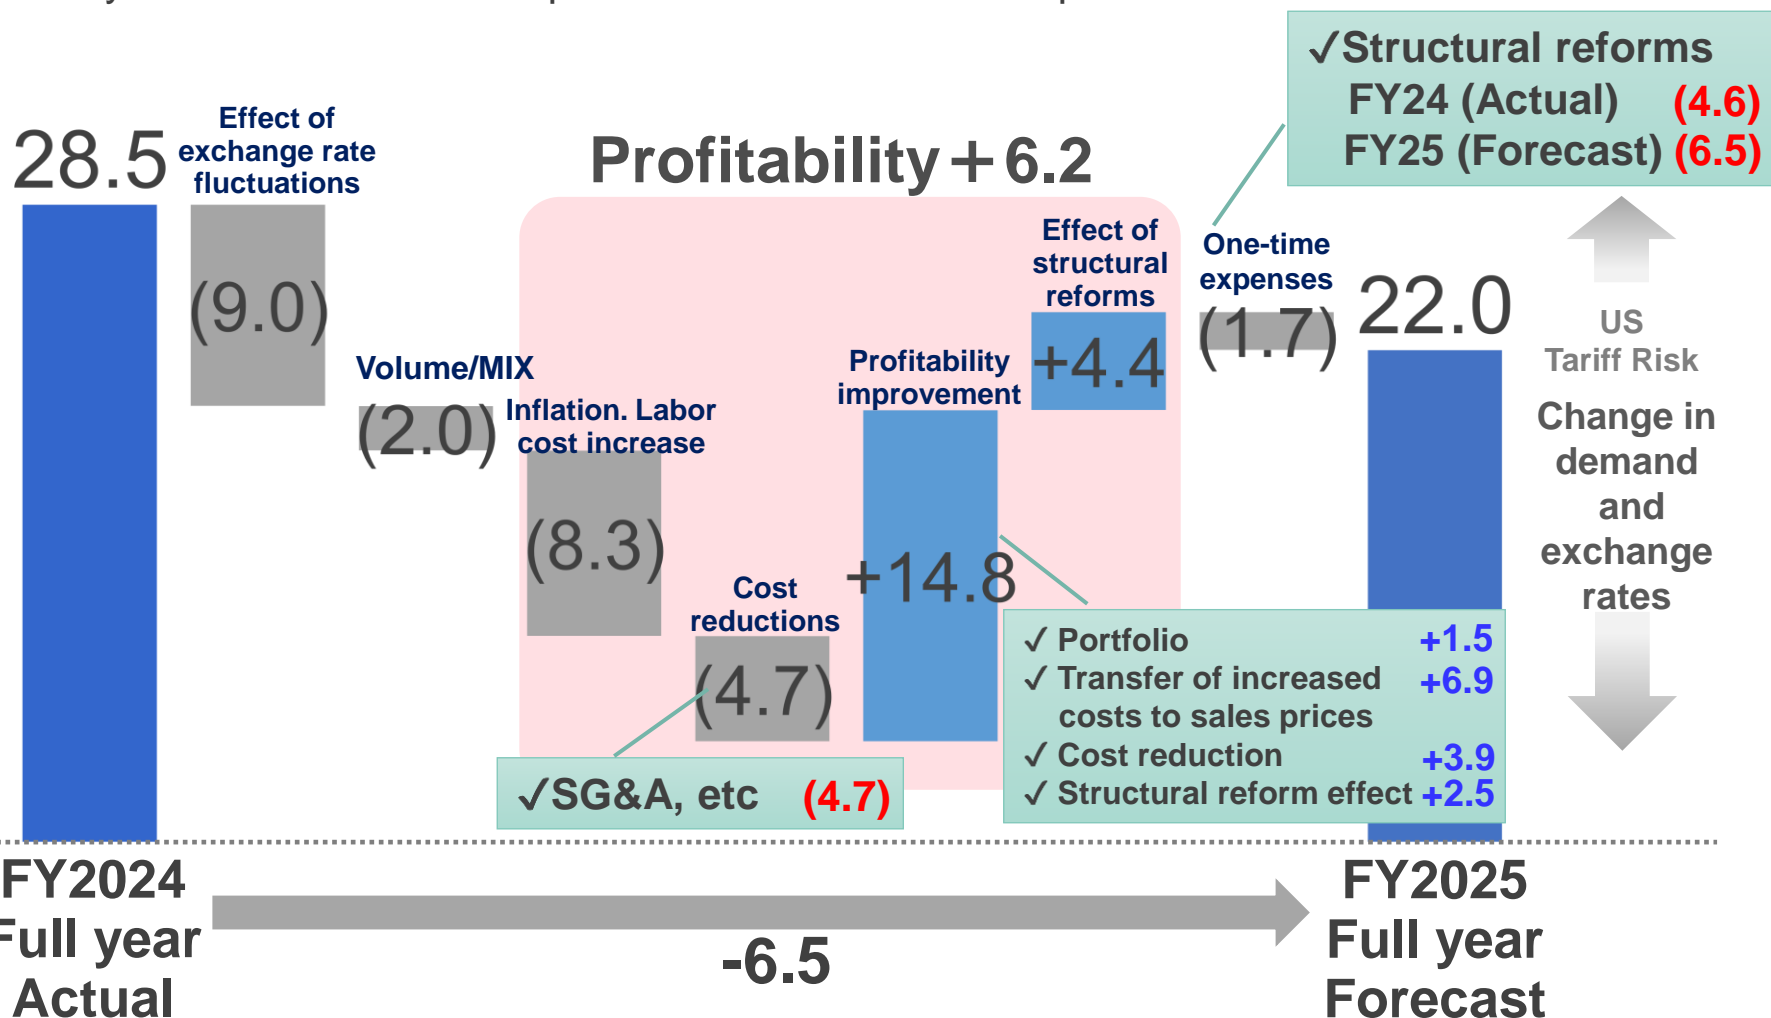 ✓Structural reforms
FY24 (Actual) (4.6)
FY25 (Forecast) (6.5)
28.5
Effect of
exchange rate
fluctuations
(9.0)
Volume/MIX
(2.0)
Profitability+6.2
Inflation. Labor
cost increase
(8.3)
Cost
reductions
(4.7)
✓SG&A, etc (4.7)
Profitability
improvement
+14.8
✓ Portfolio +1.5
✓ Transfer of increased +6.9
costs to sales prices
✓ Cost reduction +3.9
✓ Structural reform effect +2.5
Effect of
structural
reforms
+4.4
One-time
expenses
(1.7)
22.0
US
Tariff Risk
Change in
demand
and
exchange
rates
FY2024
Full year
Actual
-6.5
FY2025
Full year
Forecast